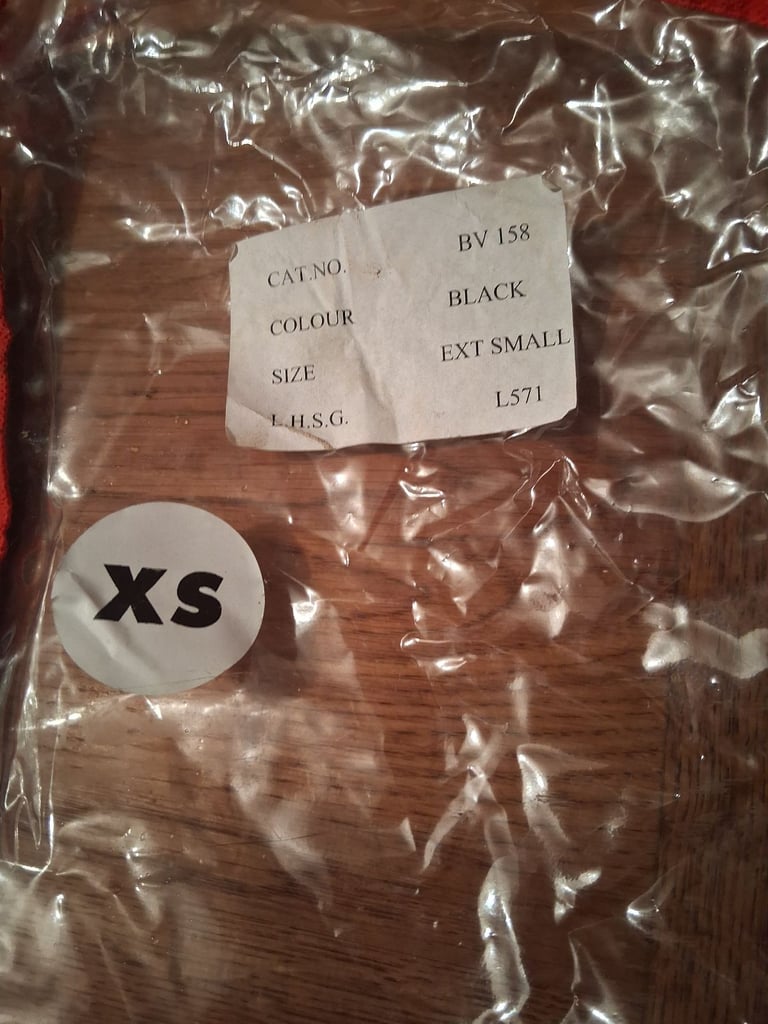 CAT.NO. BV 158
COLOUR BLACK
SIZE EXT SMALL
L.H.S.G. L571
XS